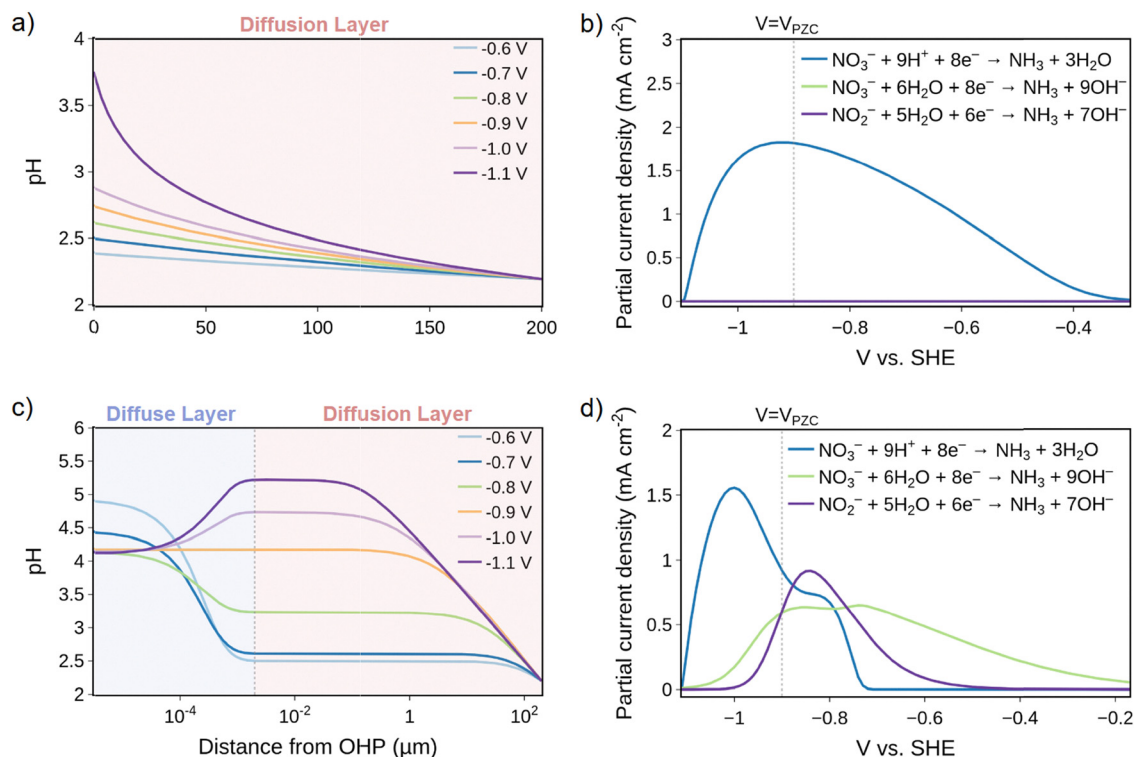 a)
Diffusion Layer
4
3.5
3
2.5
2
pH
-0.6 V
-0.7 V
-0.8 V
-0.9 V
-1.0 V
-1.1 V
0
50
100
150
200
b)
V=V_PZC
3
2.5
2
1.5
1
0.5
0
Partial current density (mA cm⁻²)
NO₃⁻ + 9H⁺ + 8e⁻ → NH₃ + 3H₂O
NO₃⁻ + 6H₂O + 8e⁻ → NH₃ + 9OH⁻
NO₂⁻ + 5H₂O + 6e⁻ → NH₃ + 7OH⁻
−1
−0.8
−0.6
−0.4
V vs. SHE
c)
Diffuse Layer
Diffusion Layer
6
5.5
5
4.5
4
3.5
3
2.5
2
pH
-0.6 V
-0.7 V
-0.8 V
-0.9 V
-1.0 V
-1.1 V
10⁻⁴
10⁻²
1
10²
Distance from OHP (µm)
d)
V=V_PZC
2
1.5
1
0.5
0
Partial current density (mA cm⁻²)
NO₃⁻ + 9H⁺ + 8e⁻ → NH₃ + 3H₂O
NO₃⁻ + 6H₂O + 8e⁻ → NH₃ + 9OH⁻
NO₂⁻ + 5H₂O + 6e⁻ → NH₃ + 7OH⁻
−1
−0.8
−0.6
−0.4
−0.2
V vs. SHE